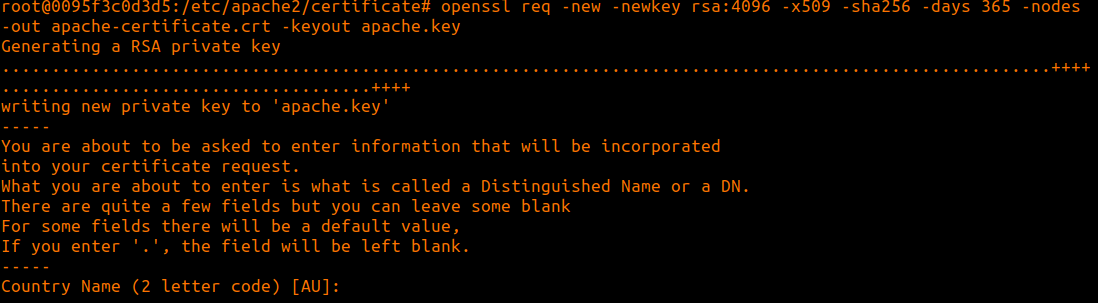 root@0095f3c0d3d5:/etc/apache2/certificate# openssl req -new -newkey rsa:4096 -x509 -sha256 -days 365 -nodes
-out apache-certificate.crt -keyout apache.key
Generating a RSA private key
.........................................................................................................++++
.....................................++++
writing new private key to 'apache.key'
-----
You are about to be asked to enter information that will be incorporated
into your certificate request.
What you are about to enter is what is called a Distinguished Name or a DN.
There are quite a few fields but you can leave some blank
For some fields there will be a default value,
If you enter '.', the field will be left blank.
-----
Country Name (2 letter code) [AU]: